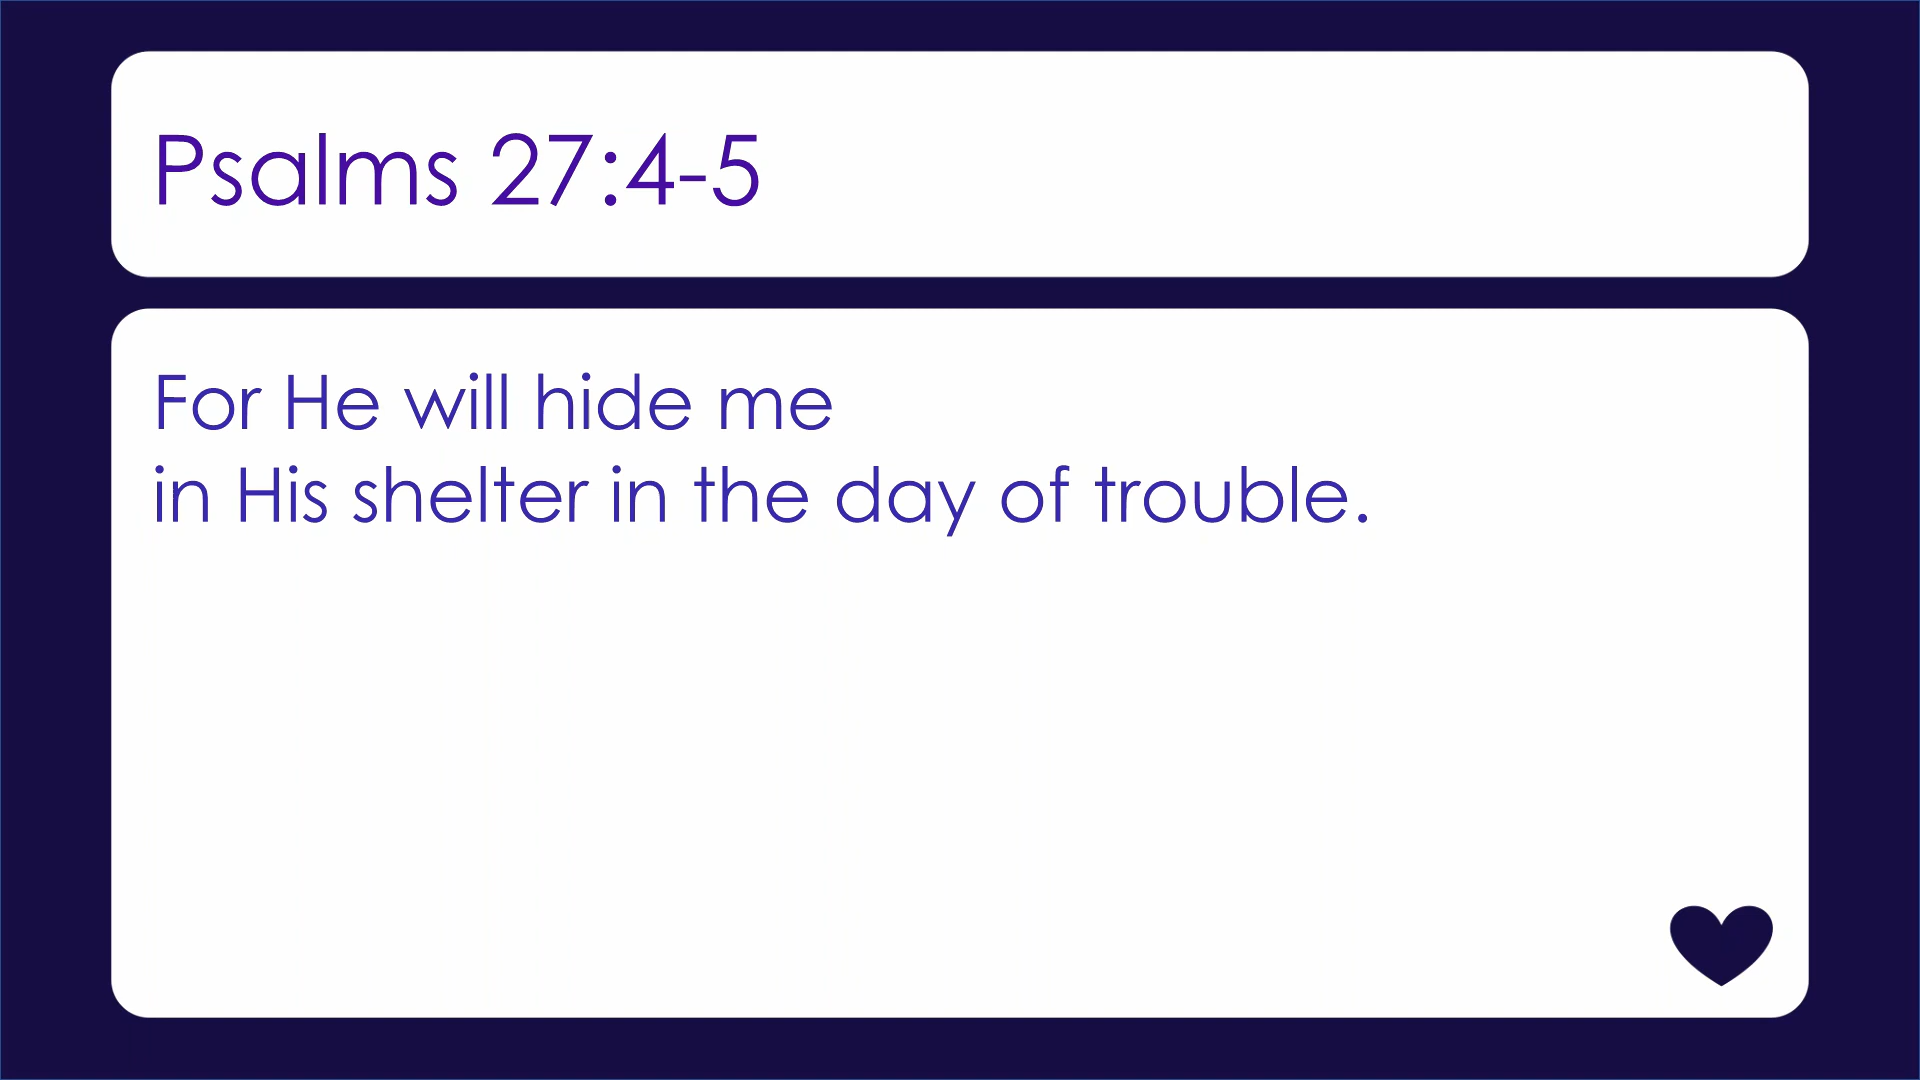 Psalms 27:4-5
For He will hide me
in His shelter in the day of trouble.